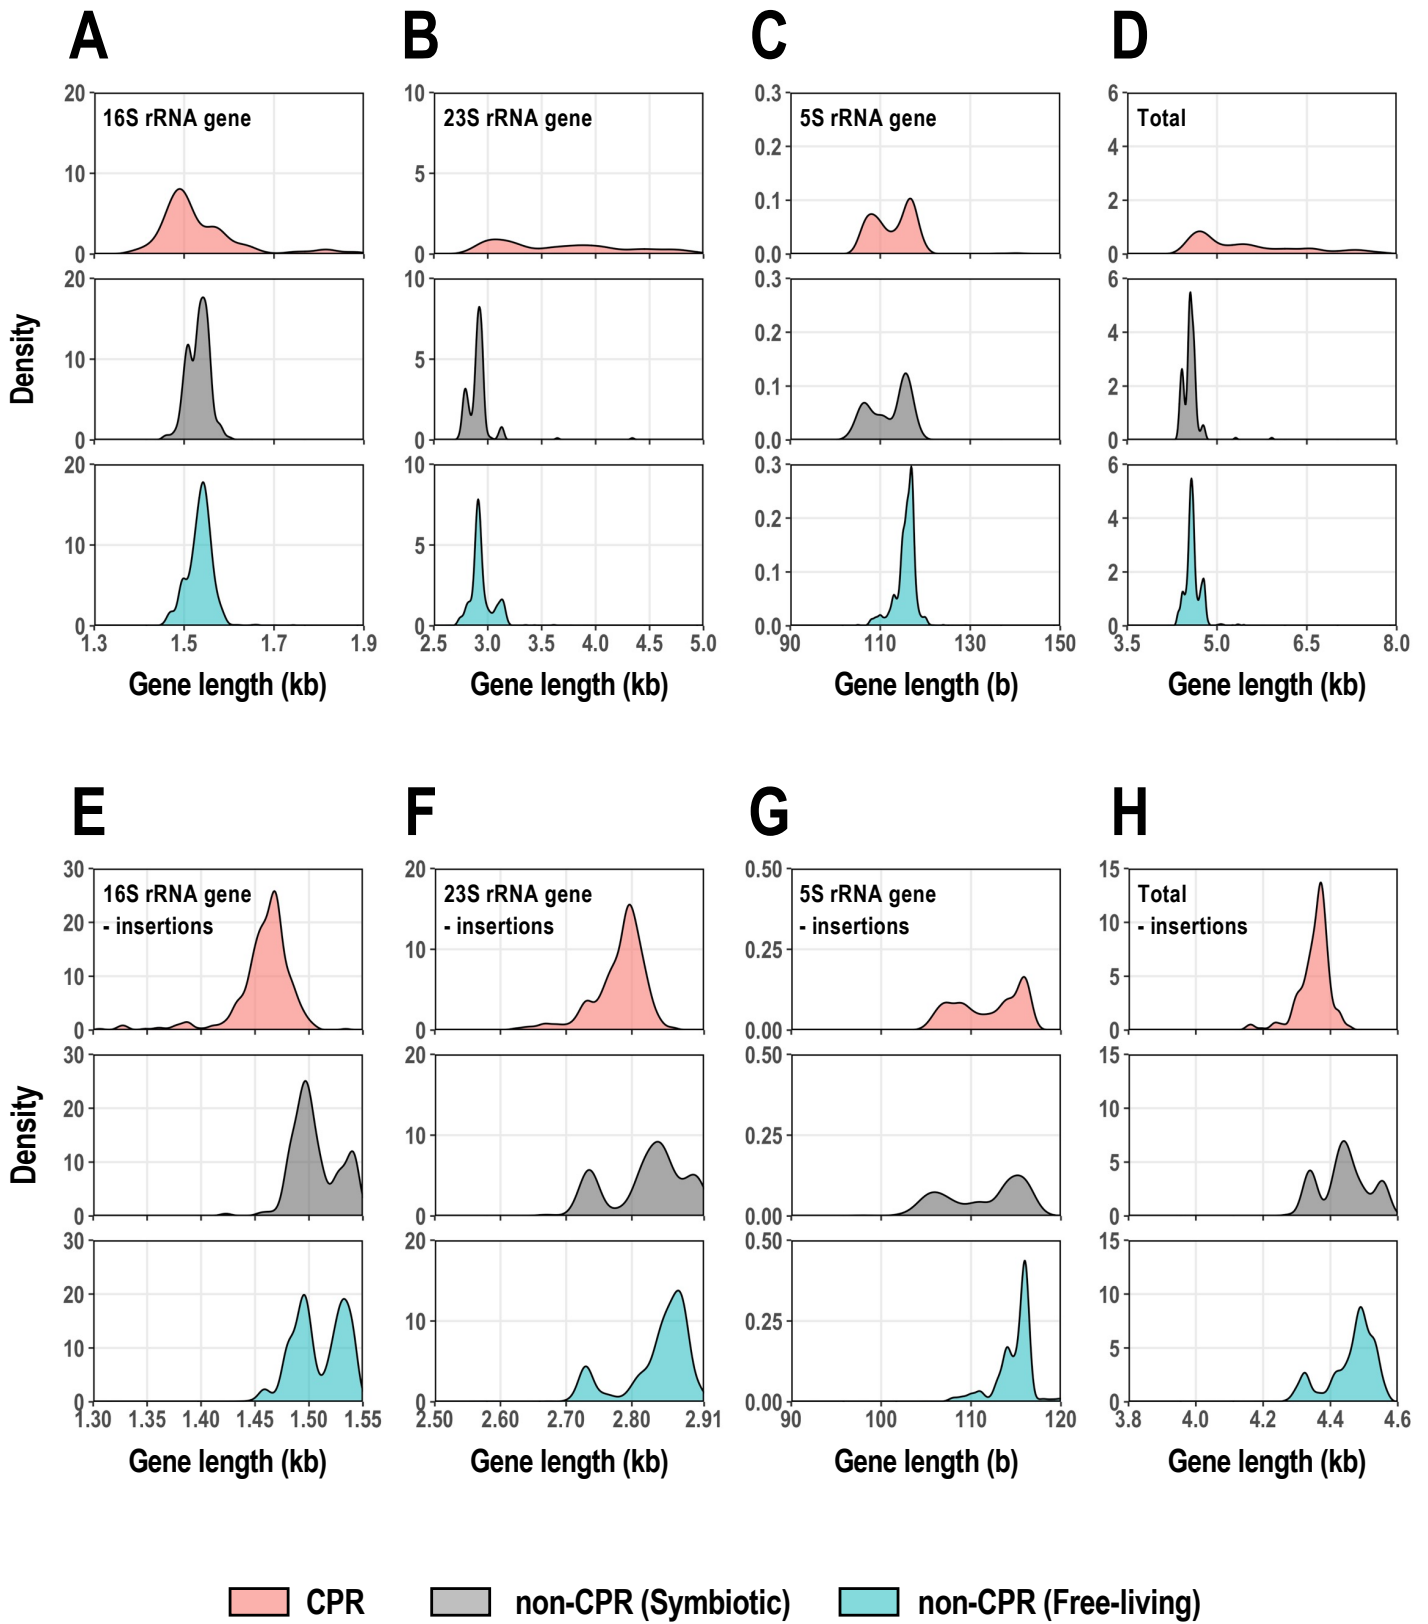 A B C D
20 10 0.3 6
16S rRNA gene 23S rRNA gene 5S rRNA gene Total
0.2 4
10 5
0.1 2
0 0 0.0 0
20 10 0.3 6
0.2 4
10 5
0.1 2
0 0 0.0 0
20 10 0.3 6
0.2 4
10 5
0.1 2
0 0 0.0 0
1.3 1.5 1.7 1.9 2.5 3.0 3.5 4.0 4.5 5.0 90 110 130 150 3.5 5.0 6.5 8.0
Gene length (kb) Gene length (kb) Gene length (b) Gene length (kb)
Density
E F G H
30 20 0.50 15
16S rRNA gene 23S rRNA gene 5S rRNA gene Total
- insertions - insertions - insertions - insertions
20 10
10 0.25 10 5
0 0 0.00 0
30 20 0.50 15
20 10
10 0.25 10 5
0 0 0.00 0
30 20 0.50 15
20 10
10 0.25 10 5
0 0 0.00 0
1.30 1.35 1.40 1.45 1.50 1.55 2.50 2.60 2.70 2.80 2.91 90 100 110 120 3.8 4.0 4.2 4.4 4.6
Gene length (kb) Gene length (kb) Gene length (b) Gene length (kb)
Density
CPR non-CPR (Symbiotic) non-CPR (Free-living)